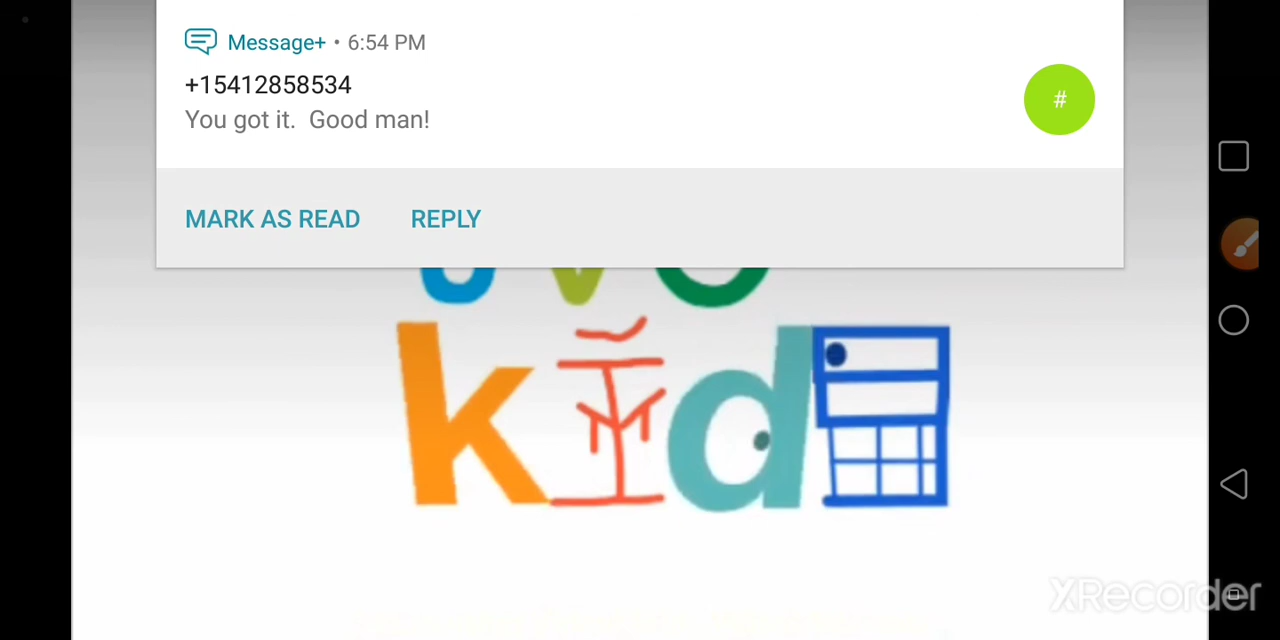 Message+ • 6:54 PM
+15412858534
You got it.  Good man!
#
MARK AS READ
REPLY
k d
XRecorder